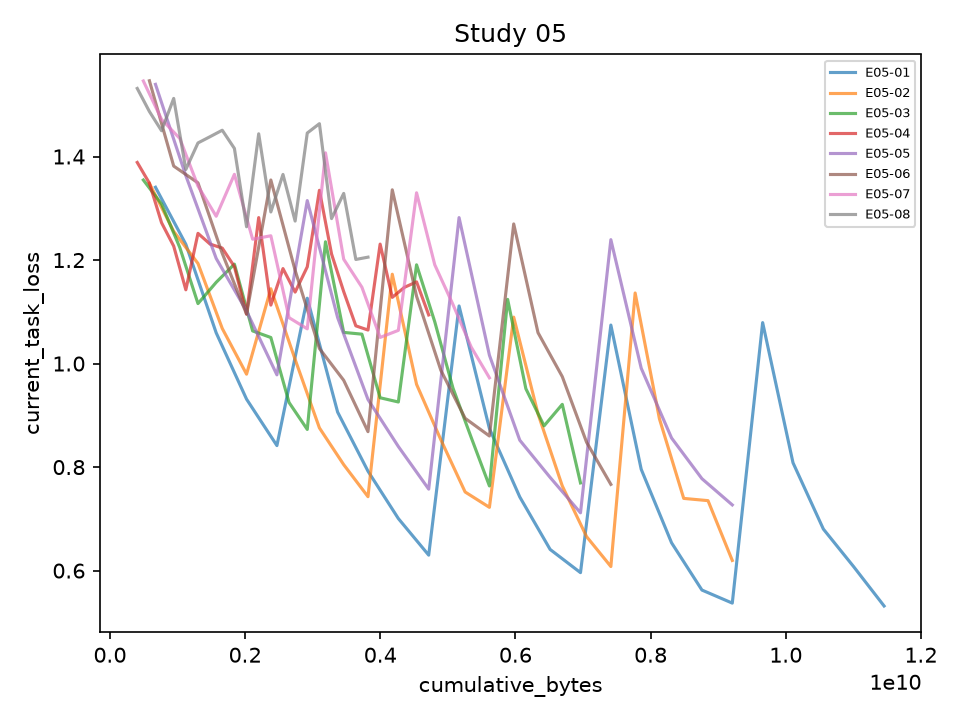 Study 05
current_task_loss
1.4
1.2
1.0
0.8
0.6
E05-01
E05-02
E05-03
E05-04
E05-05
E05-06
E05-07
E05-08
0.0 0.2 0.4 0.6 0.8 1.0 1.2
cumulative_bytes
1e10